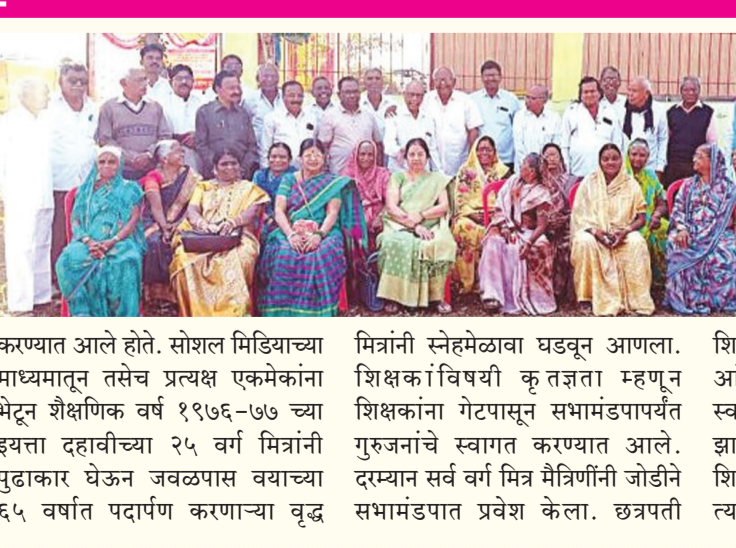 करण्यात आले होते. सोशल मिडियाच्या
माध्यमातून तसेच प्रत्यक्ष एकमेकांना
भेटून शैक्षणिक वर्ष १९७६-७७ च्या
इयत्ता दहावीच्या २५ वर्ग मित्रांनी
पुढाकार घेऊन जवळपास वयाच्या
६५ वर्षात पदार्पण करणाऱ्या वृद्ध
मित्रांनी स्नेहमेळावा घडवून आणला.
शिक्षकांविषयी कृतज्ञता म्हणून
शिक्षकांना गेटपासून सभामंडपापर्यंत
गुरुजनांचे स्वागत करण्यात आले.
दरम्यान सर्व वर्ग मित्र मैत्रिणींनी जोडीने
सभामंडपात प्रवेश केला. छत्रपती